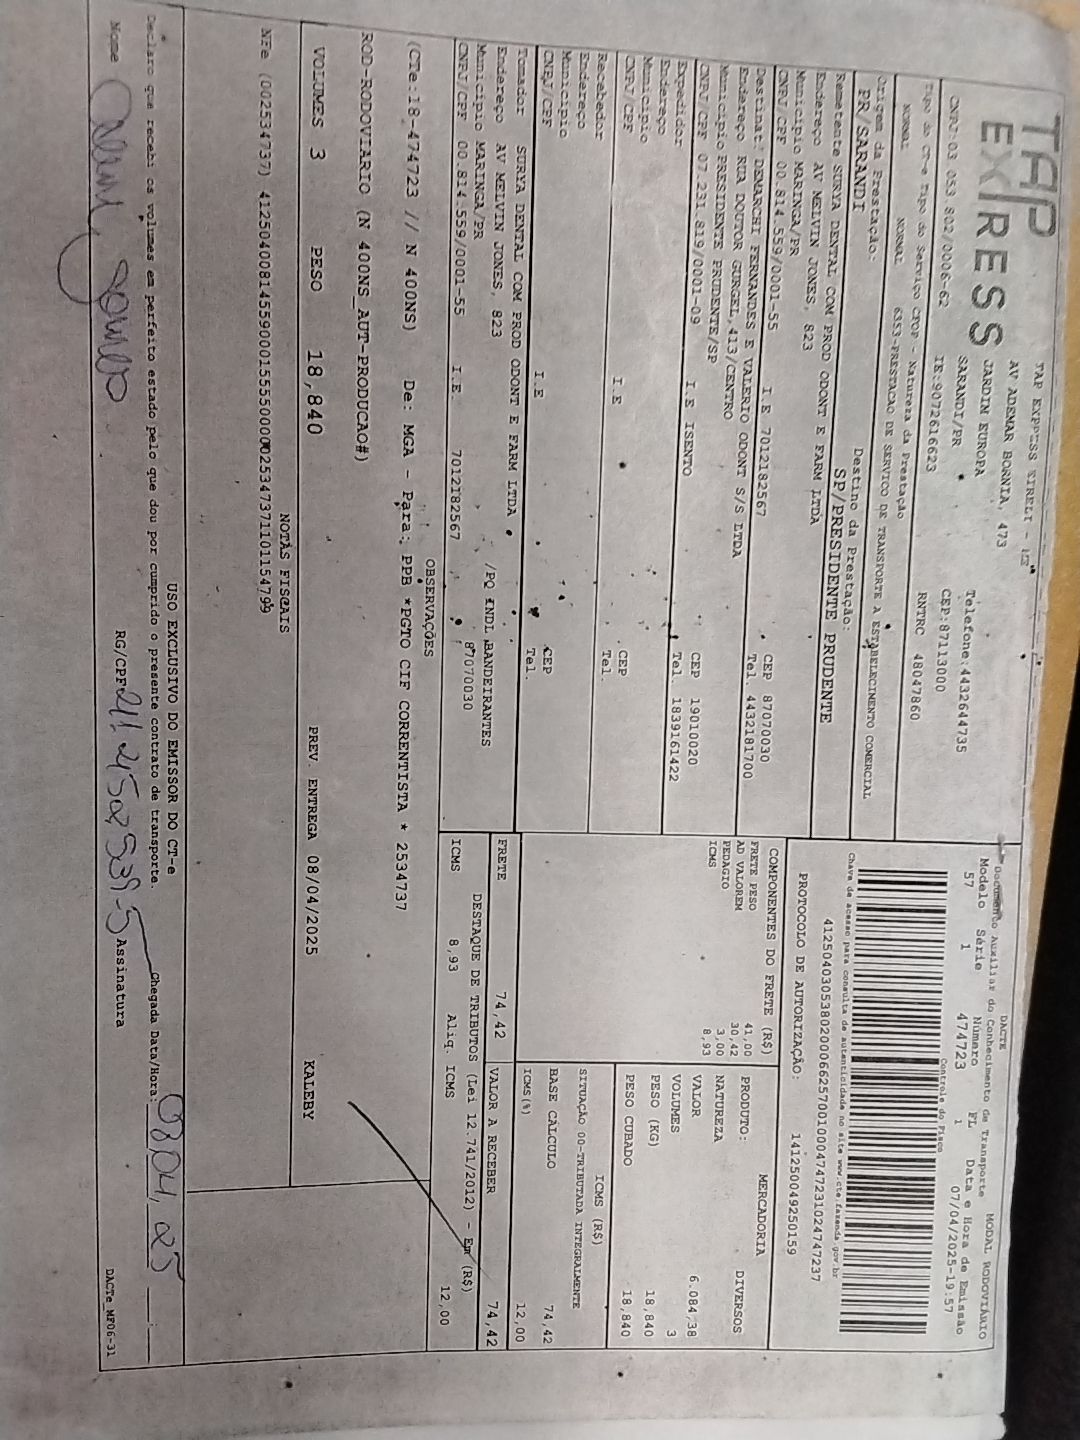 TAP
EXPRESS
TAP EXPRESS EIRELI - ME
AV ADEMAR BORNIA, 473
JARDIM EUROPA
SARANDI/PR
Telefone:4432644735
CEP:87113000
CNPJ:03 053.802/0006-62 IE:9072616623 RNTRC 48047860
Tipo do CT-e Tipo do Serviço CFOP - Natureza da Prestação
NORMAL NORMAL 6353-PRESTACAO DE SERVICO DE TRANSPORTE A ESTABELECIMENTO COMERCIAL
Origem da Prestação: Destino da Prestação:
PR/SARANDI SP/PRESIDENTE PRUDENTE
DACTE MODAL RODOVIÁRIO
Documento Auxiliar do Conhecimento de Transporte
Modelo Série Número FL Data e Hora de Emissão
57 1 474723 1 07/04/2025-19:57
Controle do Fisco
Chave de acesso para consulta de autenticidade no site www.cte.fazenda.gov.br
41250403053802000662570010004747231024747237
PROTOCOLO DE AUTORIZAÇÃO: 141250049250159
Remetente SURYA DENTAL COM PROD ODONT E FARM LTDA
Endereço AV MELVIN JONES, 823
Município MARINGA/PR CEP 87070030
CNPJ/CPF 00.814.559/0001-55 I.E 7012182567 Tel. 4432181700
Destinat. DEMARCHI FERNANDES E VALERIO ODONT S/S LTDA
Endereço RUA DOUTOR GURGEL,413/CENTRO
Município PRESIDENTE PRUDENTE/SP CEP 19010020
CNPJ/CPF 07.231.819/0001-09 I.E ISENTO Tel. 1839161422
Expedidor
Endereço
Município CEP
CNPJ/CPF I.E Tel.
Recebedor
Endereço
Município CEP
CNPJ/CPF I.E Tel.
Tomador SURYA DENTAL COM PROD ODONT E FARM LTDA
Endereço AV MELVIN JONES, 823 /PQ INDL BANDEIRANTES
Município MARINGA/PR 87070030
CNPJ/CPF 00.814.559/0001-55 I.E. 7012182567
COMPONENTES DO FRETE (R$)
FRETE PESO 41,00
AD VALOREM 30,42
PEDAGIO 3,00
ICMS 8,93
MERCADORIA
PRODUTO: DIVERSOS
NATUREZA
VALOR 6.084,38
VOLUMES 3
PESO (KG) 18,840
PESO CUBADO 18,840
ICMS (R$)
SITUAÇÃO 00-TRIBUTADA INTEGRALMENTE
BASE CALCULO 74,42
ICMS(%) 12,00
FRETE 74,42 VALOR A RECEBER 74,42
DESTAQUE DE TRIBUTOS (Lei 12.741/2012) - Em (R$)
ICMS 8,93 Aliq. ICMS 12,00
OBSERVAÇÕES
(CTe:18-474723 // N 400NS) De: MGA - Para: PPB *PGTO CIF CORRENTISTA * 2534737
ROD-RODOVIARIO (N 400NS_AUT-PRODUCAO#)
VOLUMES 3 PESO 18,840 PREV. ENTREGA 08/04/2025 KALEBY
NOTAS FISCAIS
NFe (002534737) 41250400814559000155550000025347371101154799
USO EXCLUSIVO DO EMISSOR DO CT-e
Declaro que recebi os volumes em perfeito estado pelo que dou por cumprido o presente contrato de transporte.
Chegada Data/Hora: 08 04, 25 :
Nome RG/CPF Assinatura
DACTe_MF06-31